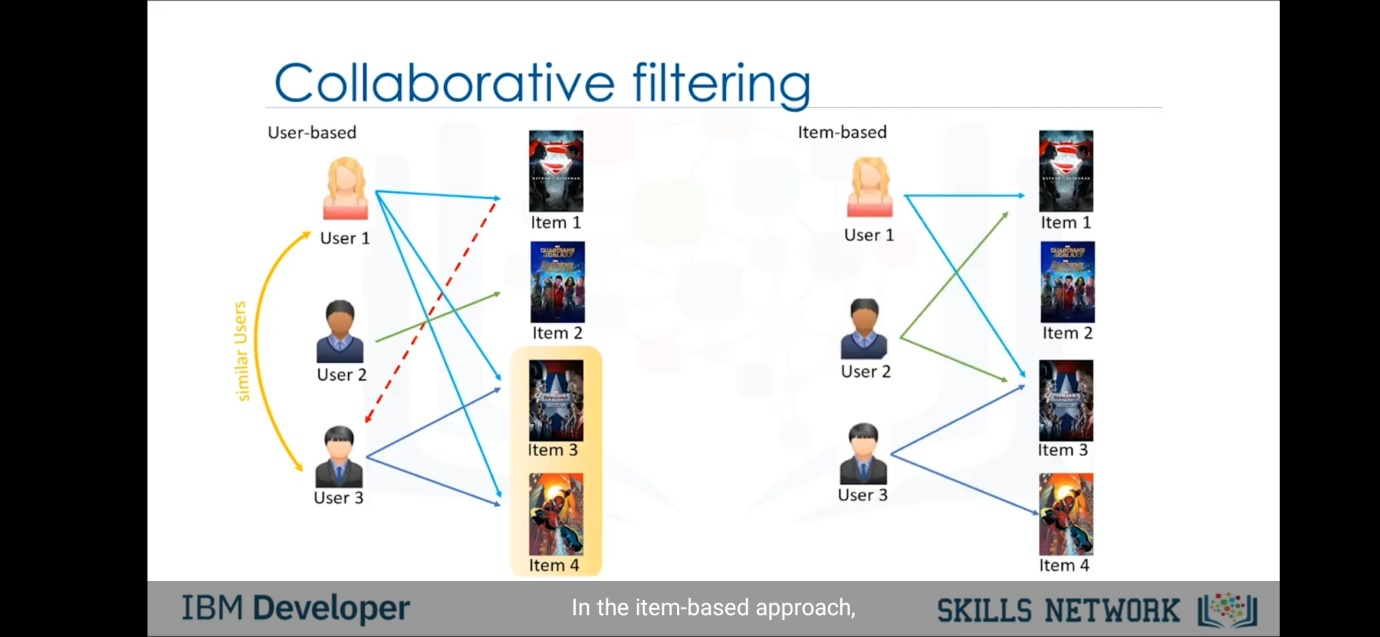 Collaborative filtering
User-based
User 1
similar Users
User 2
User 3
Item 1
Item 2
Item 3
Item 4
Item-based
User 1
User 2
User 3
Item 1
Item 2
Item 3
Item 4
IBM Developer
In the item-based approach,
SKILLS NETWORK